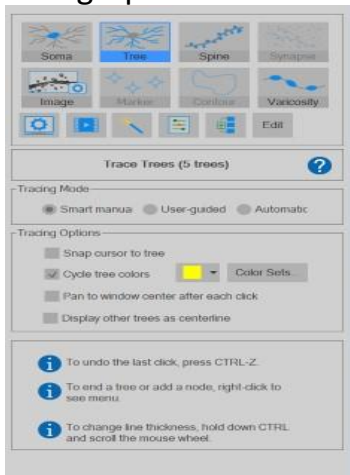 Soma Tree Spine Synapse
Image Marker Contour Varicosity
Edit
Trace Trees (5 trees)
?
Tracing Mode
Smart manua User-guided Automatic
Tracing Options
Snap cursor to tree
Cycle tree colors Color Sets...
Pan to window center after each click
Display other trees as centerline
To undo the last click, press CTRL-Z.
To end a tree or add a node, right-click to
see menu.
To change line thickness, hold down CTRL
and scroll the mouse wheel.